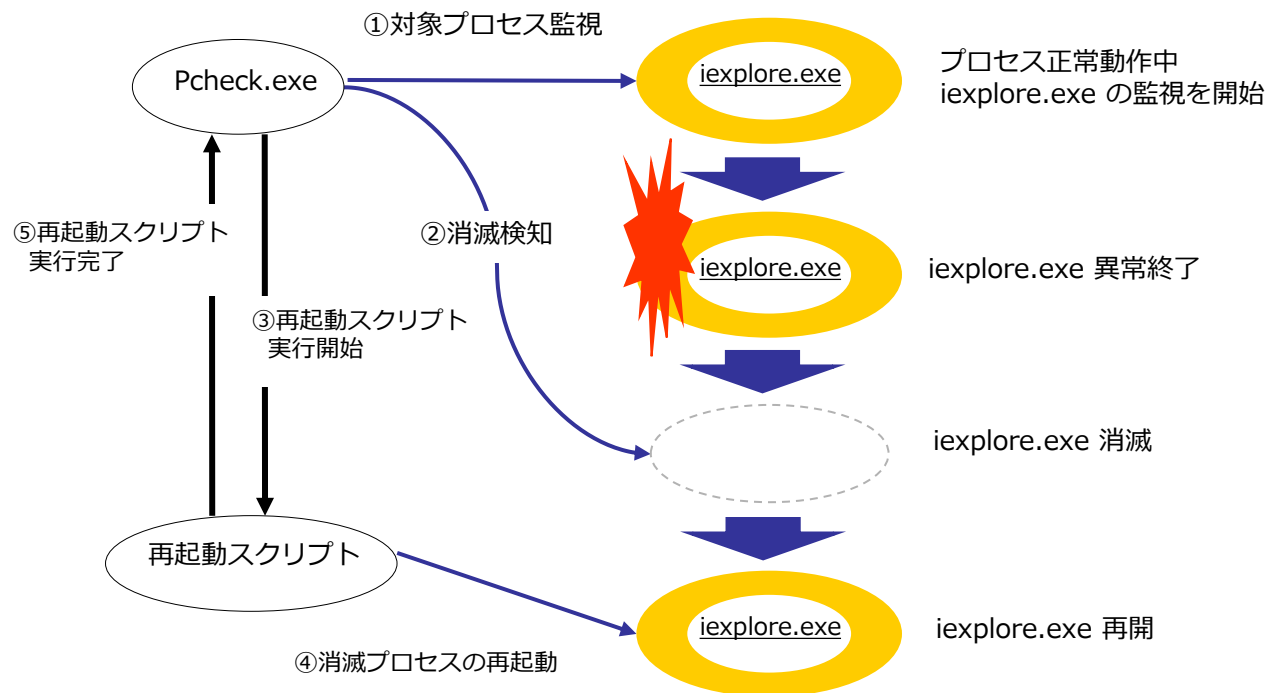 ①対象プロセス監視
Pcheck.exe
iexplore.exe
プロセス正常動作中
iexplore.exe の監視を開始
⑤再起動スクリプト
実行完了
②消滅検知
iexplore.exe
iexplore.exe 異常終了
③再起動スクリプト
実行開始
iexplore.exe 消滅
再起動スクリプト
iexplore.exe
iexplore.exe 再開
④消滅プロセスの再起動